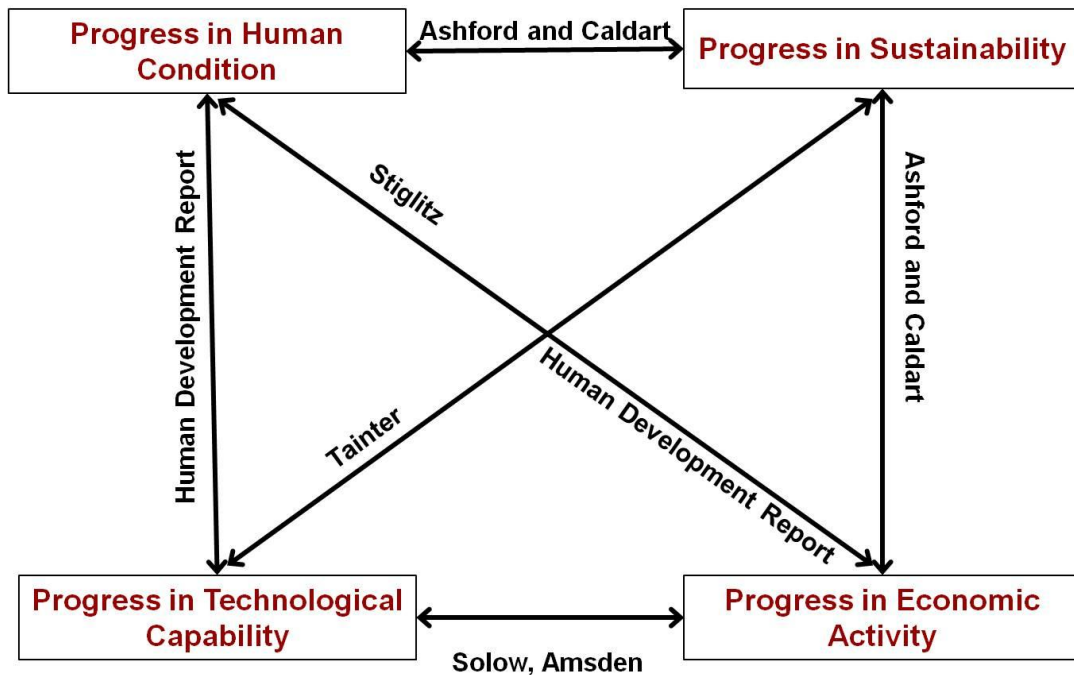 Progress in Human
Condition
Ashford and Caldart
Progress in Sustainability
Human Development Report
Stiglitz
Human Development Report
Tainter
Ashford and Caldart
Progress in Technological
Capability
Solow, Amsden
Progress in Economic
Activity